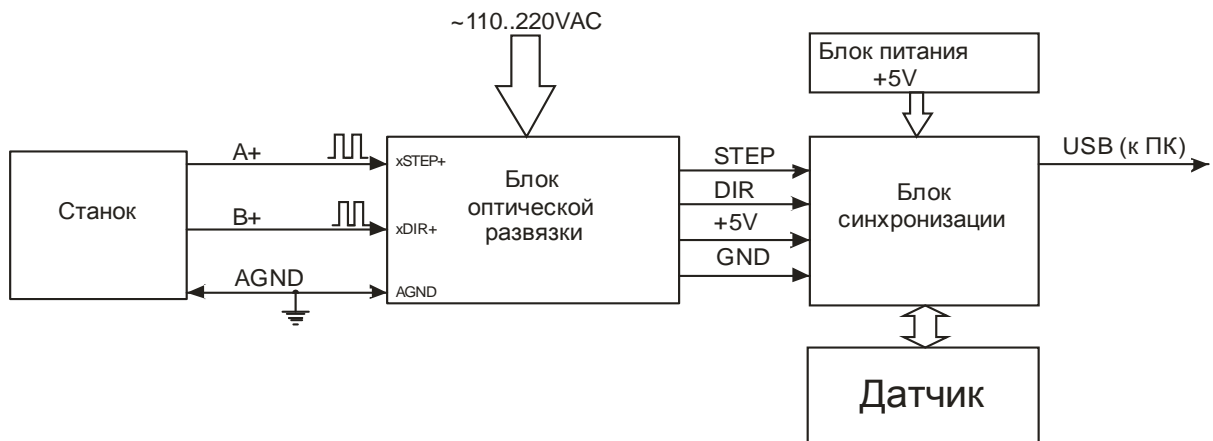 ~110..220VAC
Блок питания
+5V
A+
xSTEP+
STEP
USB (к ПК)
Станок
Блок
оптической
развязки
DIR
Блок
синхронизации
B+
xDIR+
+5V
GND
AGND
AGND
Датчик